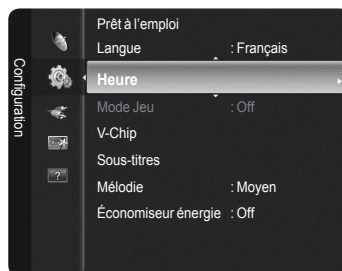 Configuration
Prêt à l'emploi
Langue : Français
Heure
Mode Jeu : Off
V-Chip
Sous-titres
Mélodie : Moyen
Économiseur énergie : Off
?